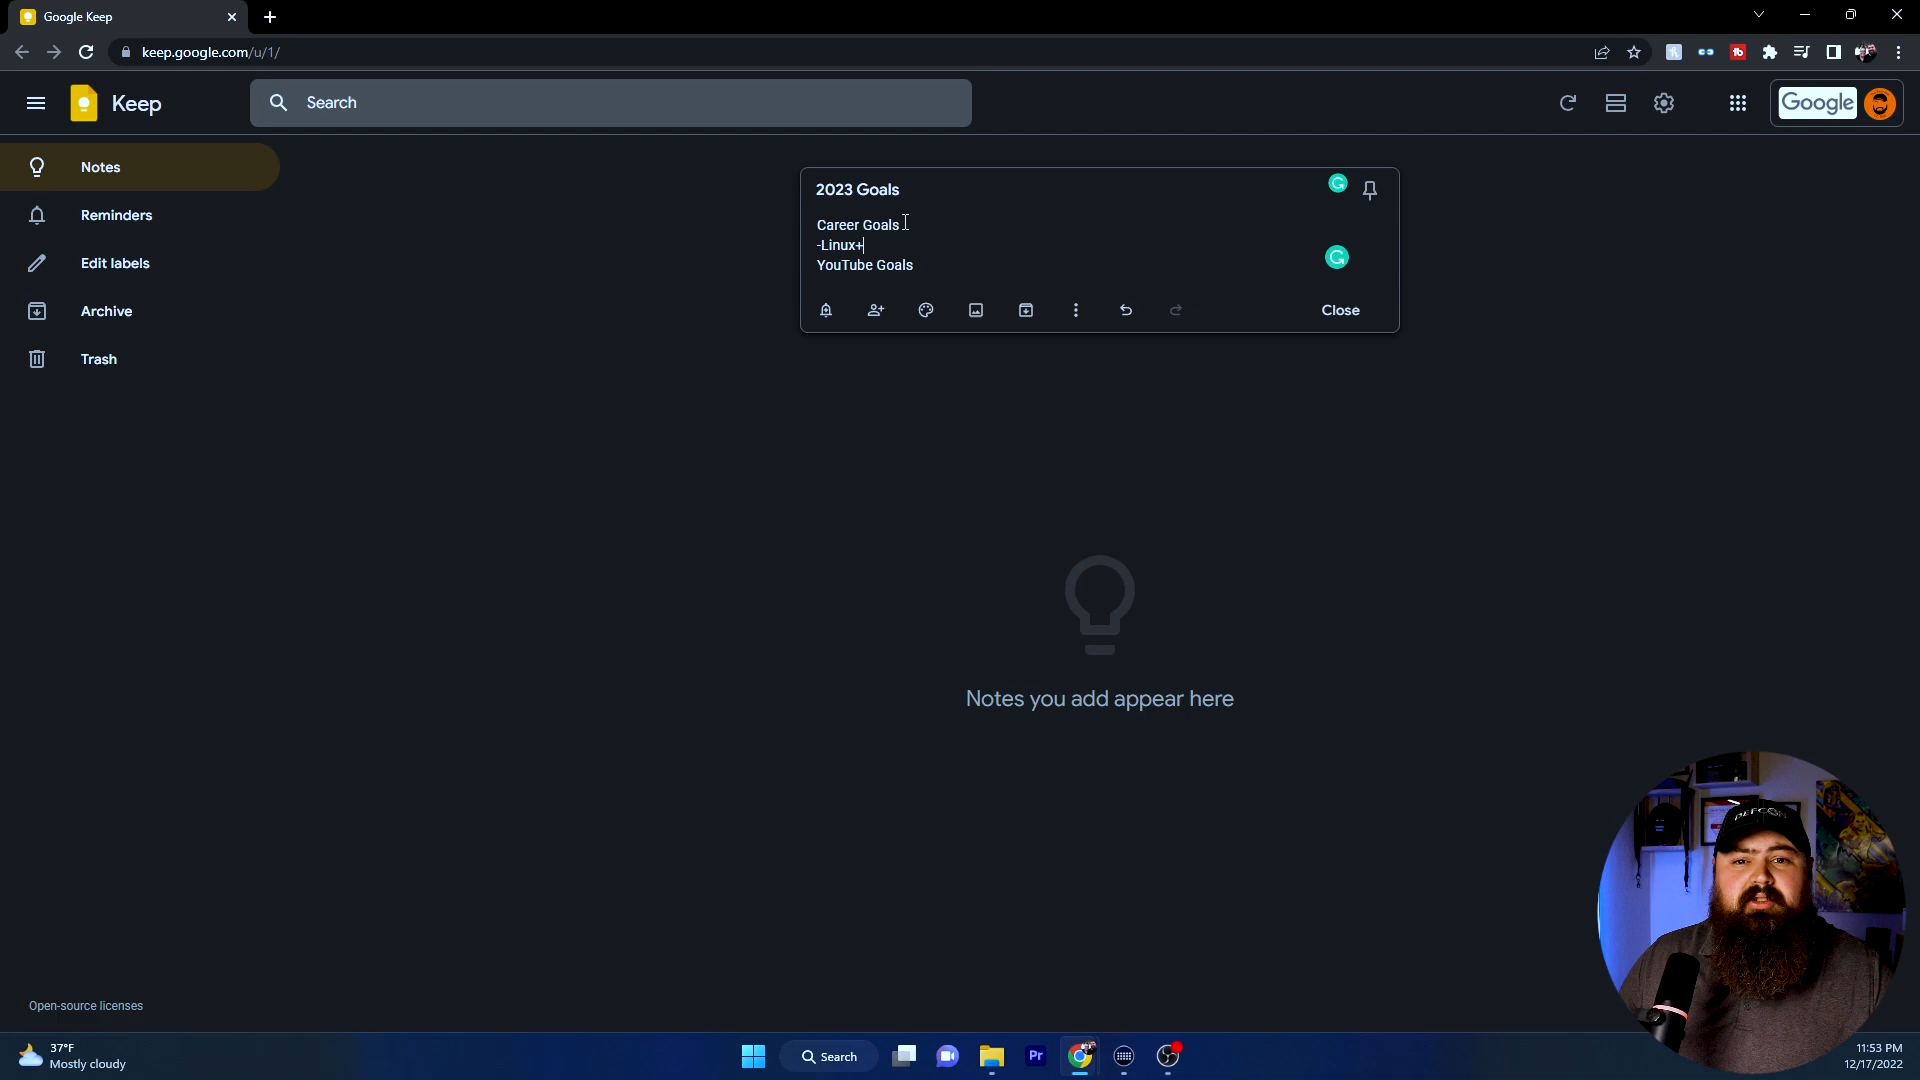 Google Keep
keep.google.com/u/1/
Keep
Search
Google
Notes
Reminders
Edit labels
Archive
Trash
2023 Goals
Career Goals
-Linux+
YouTube Goals
Close
Notes you add appear here
DEFCON
Open-source licenses
37°F
Mostly cloudy
Search
Pr
11:53 PM
12/17/2022